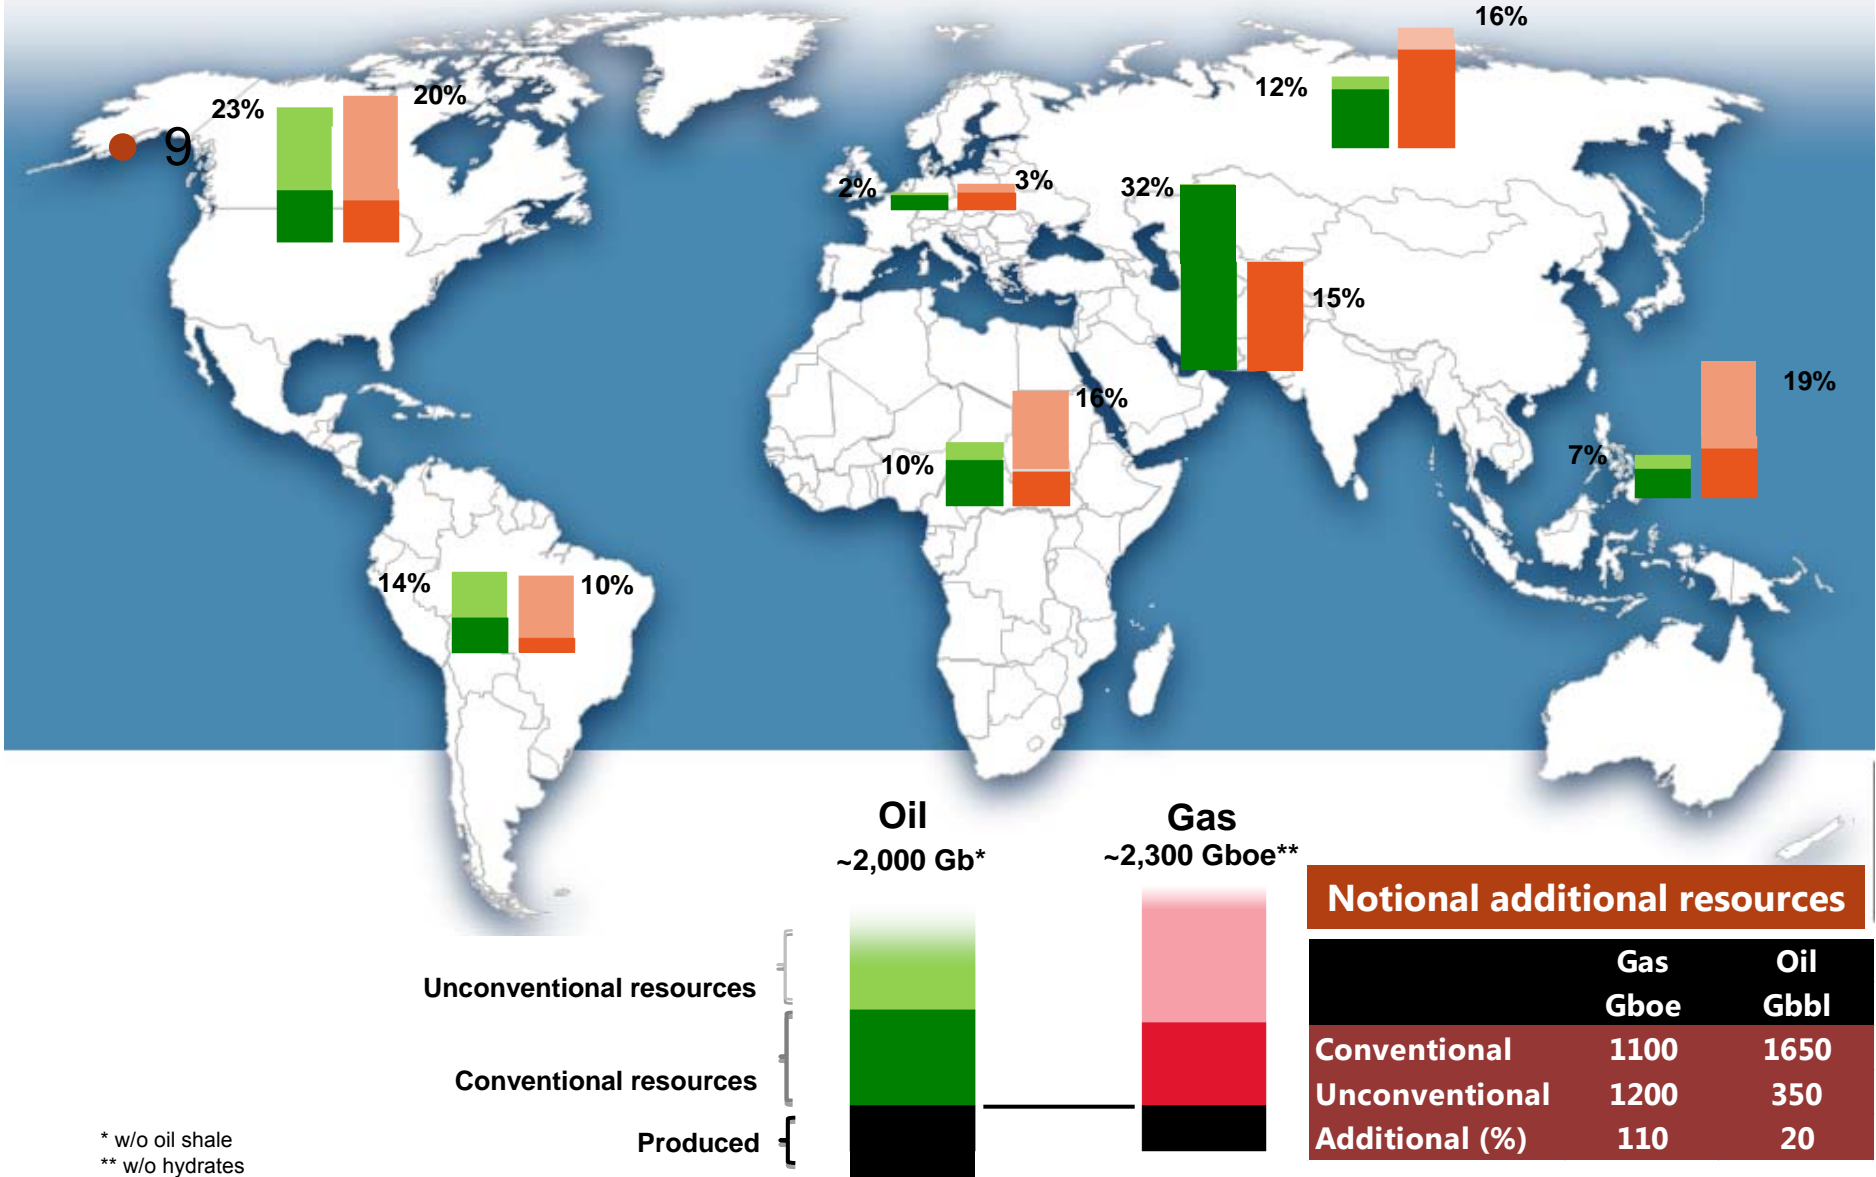 16%
23%
20%
12%
9
2%
3%
32%
15%
16%
19%
10%
7%
14%
10%
Oil
~2,000 Gb*
Gas
~2,300 Gboe**
Unconventional resources
Conventional resources
Produced
Notional additional resources
Gas Oil
Gboe Gbbl
Conventional 1100 1650
Unconventional 1200 350
Additional (%) 110 20
* w/o oil shale
** w/o hydrates